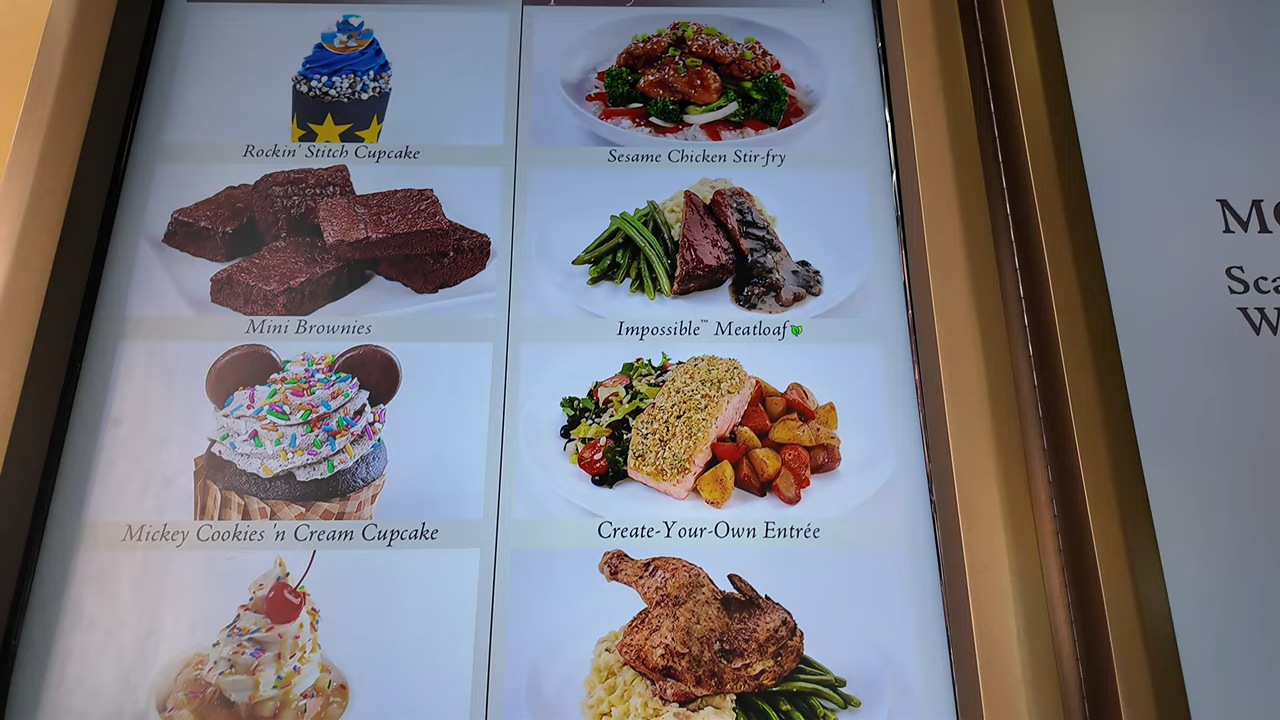 Rockin' Stitch Cupcake
Mini Brownies
Mickey Cookies 'n Cream Cupcake
Sesame Chicken Stir-fry
Impossible™ Meatloaf
Create-Your-Own Entrée